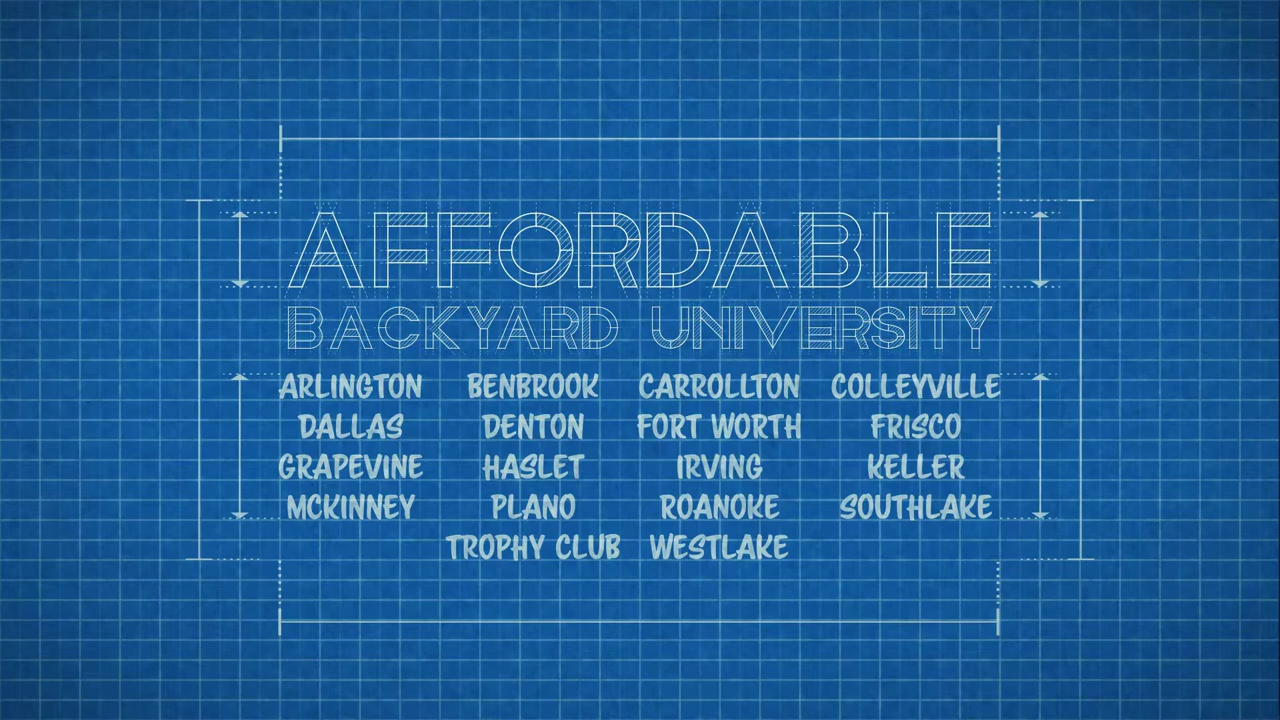 AFFORDABLE
BACKYARD UNIVERSITY
ARLINGTON BENBROOK CARROLLTON COLLEYVILLE
DALLAS DENTON FORT WORTH FRISCO
GRAPEVINE HASLET IRVING KELLER
MCKINNEY PLANO ROANOKE SOUTHLAKE
TROPHY CLUB WESTLAKE